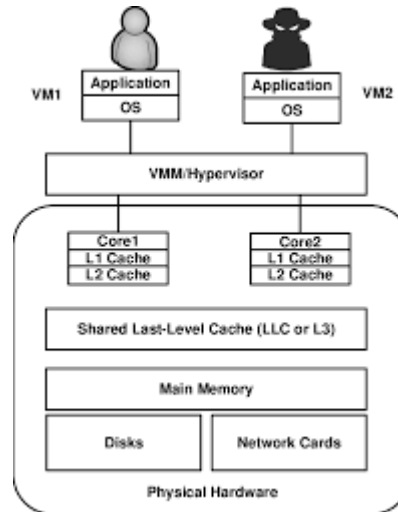 VM1
Application
OS
Application
OS
VM2
VMM/Hypervisor
Core1
L1 Cache
L2 Cache
Core2
L1 Cache
L2 Cache
Shared Last-Level Cache (LLC or L3)
Main Memory
Disks
Network Cards
Physical Hardware